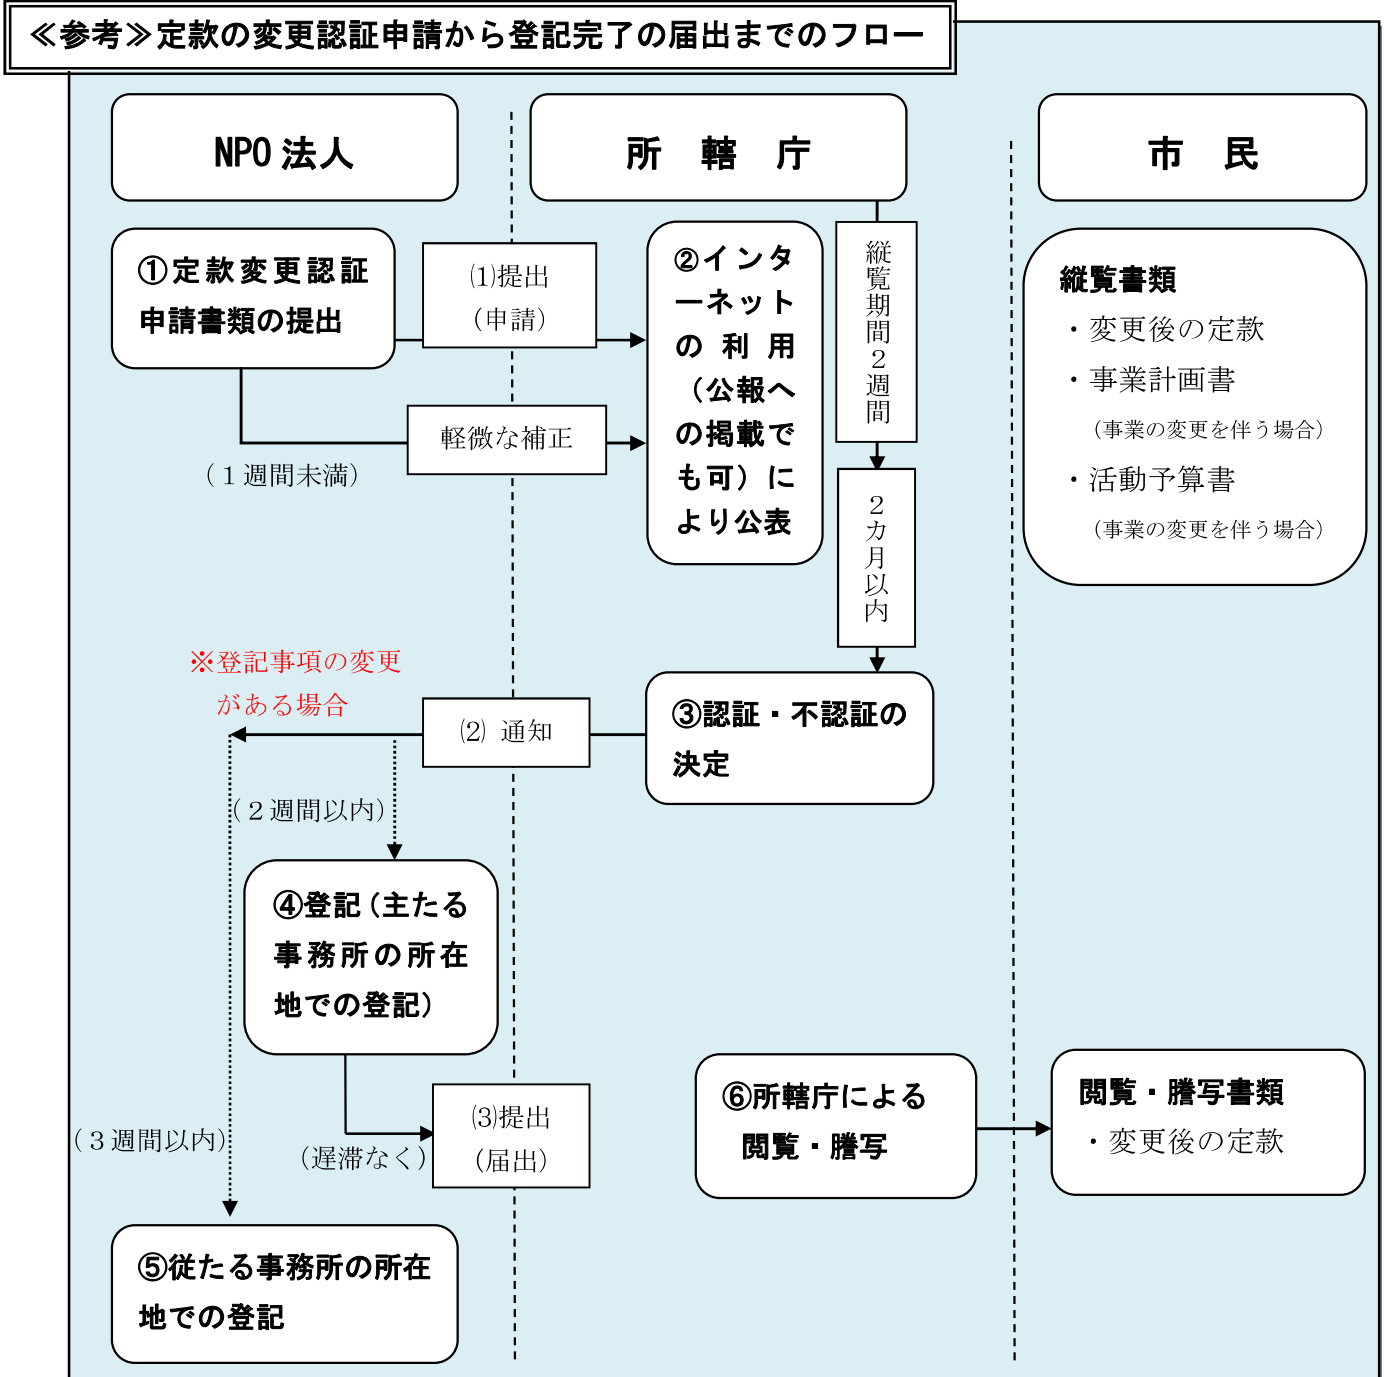 ≪参考≫定款の変更認証申請から登記完了の届出までのフロー
NPO 法人
所　轄　庁
市　民
①定款変更認証
申請書類の提出
⑴提出
（申請）
軽微な補正
（１週間未満）
②インタ
ーネット
の利用
（公報へ
の掲載で
も可）に
より公表
縦覧期間２週間
２カ月以内
縦覧書類
・変更後の定款
・事業計画書
（事業の変更を伴う場合）
・活動予算書
（事業の変更を伴う場合）
※登記事項の変更
がある場合
⑵ 通知
③認証・不認証の
決定
（２週間以内）
④登記（主たる
事務所の所在
地での登記）
⑶提出
（届出）
（遅滞なく）
（３週間以内）
⑤従たる事務所の所在
地での登記
⑥所轄庁による
閲覧・謄写
閲覧・謄写書類
・変更後の定款